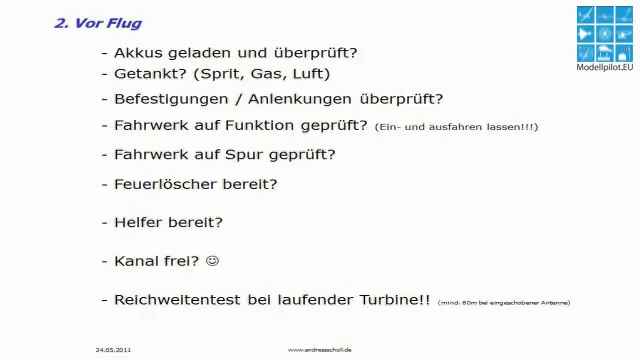 2. Vor Flug
Modellpilot.EU
- Akkus geladen und überprüft?
- Getankt? (Sprit, Gas, Luft)
- Befestigungen / Anlenkungen überprüft?
- Fahrwerk auf Funktion geprüft? (Ein- und ausfahren lassen!!!)
- Fahrwerk auf Spur geprüft?
- Feuerlöscher bereit?
- Helfer bereit?
- Kanal frei? ☺
- Reichweitentest bei laufender Turbine!! (mind: 80m bei eingeschobener Antenne)
24.05.2011 www.andreasscholl.de